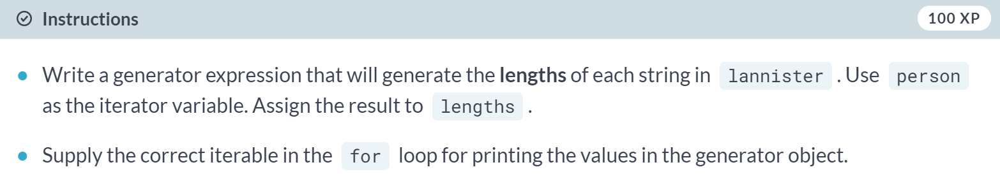 Instructions
100 XP
Write a generator expression that will generate the lengths of each string in lannister . Use person
as the iterator variable. Assign the result to lengths .
Supply the correct iterable in the for loop for printing the values in the generator object.